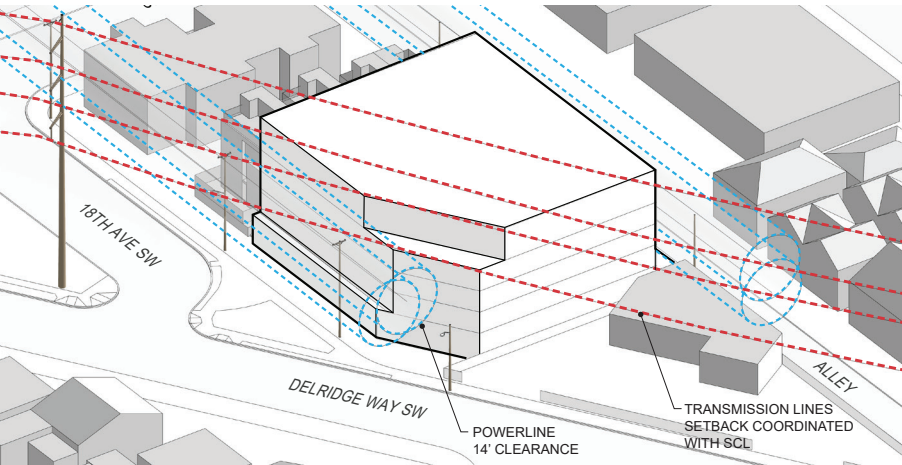 18TH AVE SW
DELRIDGE WAY SW
ALLEY
POWERLINE
14' CLEARANCE
TRANSMISSION LINES
SETBACK COORDINATED
WITH SCL